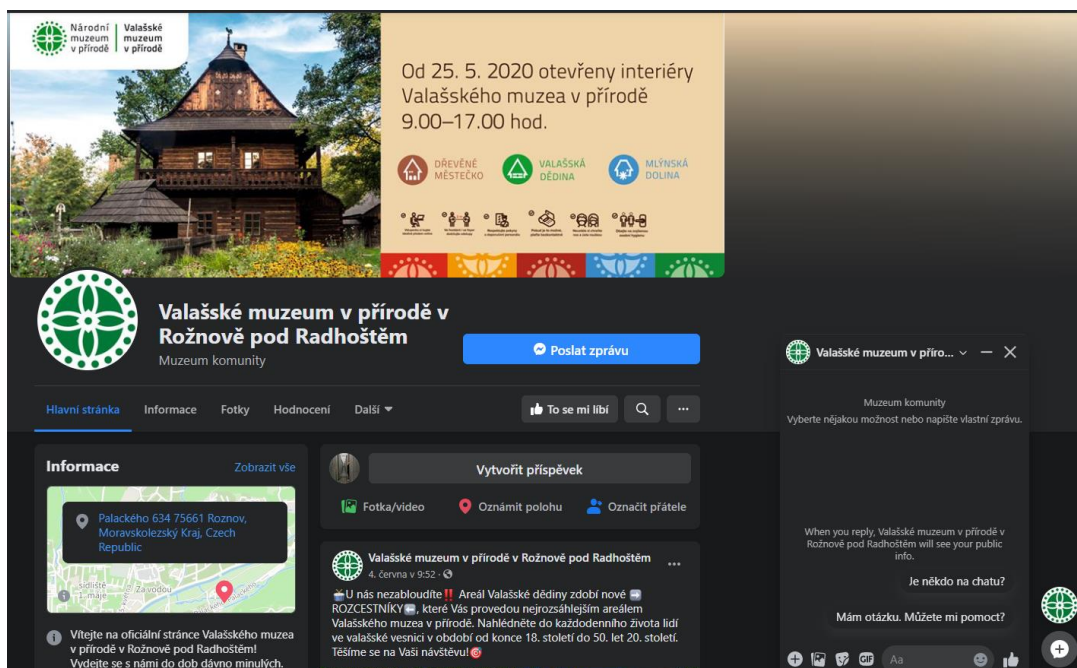 Národní
muzeum
v přírodě
Valašské
muzeum
v přírodě
Od 25. 5. 2020 otevřeny interiéry
Valašského muzea v přírodě
9.00–17.00 hod.
DŘEVĚNÉ
MĚSTEČKO
VALAŠSKÁ
DĚDINA
MLÝNSKÁ
DOLINA
Valašské muzeum v přírodě v
Rožnově pod Radhoštěm
Muzeum komunity
Poslat zprávu
Hlavní stránka
Informace
Fotky
Hodnocení
Další
To se mi líbí
Informace
Zobrazit vše
Palackého 634 75661 Roznov,
Moravskolezský Kraj, Czech
Republic
sídliště
1. máje
Za vodou
Vítejte na oficiální stránce Valašského muzea
v přírodě v Rožnově pod Radhoštěm!
Vydejte se s námi do dob dávno minulých.
Vytvořit příspěvek
Fotka/video
Oznámit polohu
Označit přátele
Valašské muzeum v přírodě v Rožnově pod Radhoštěm
4. června v 9:52 ·
U nás nezabloudíte‼ Areál Valašské dědiny zdobí nové ➡
ROZCESTNÍKY⬅, které Vás provedou nejrozsáhlejším areálem
Valašského muzea v přírodě. Nahlédněte do každodenního života lidí
ve valašské vesnici v období od konce 18. století do 50. let 20. století.
Těšíme se na Vaši návštěvu!🎯
Valašské muzeum v příro...
Muzeum komunity
Vyberte nějakou možnost nebo napište vlastní zprávu.
When you reply, Valašské muzeum v přírodě v
Rožnově pod Radhoštěm will see your public
info.
Je někdo na chatu?
Mám otázku. Můžete mi pomoct?
GIF
Aa